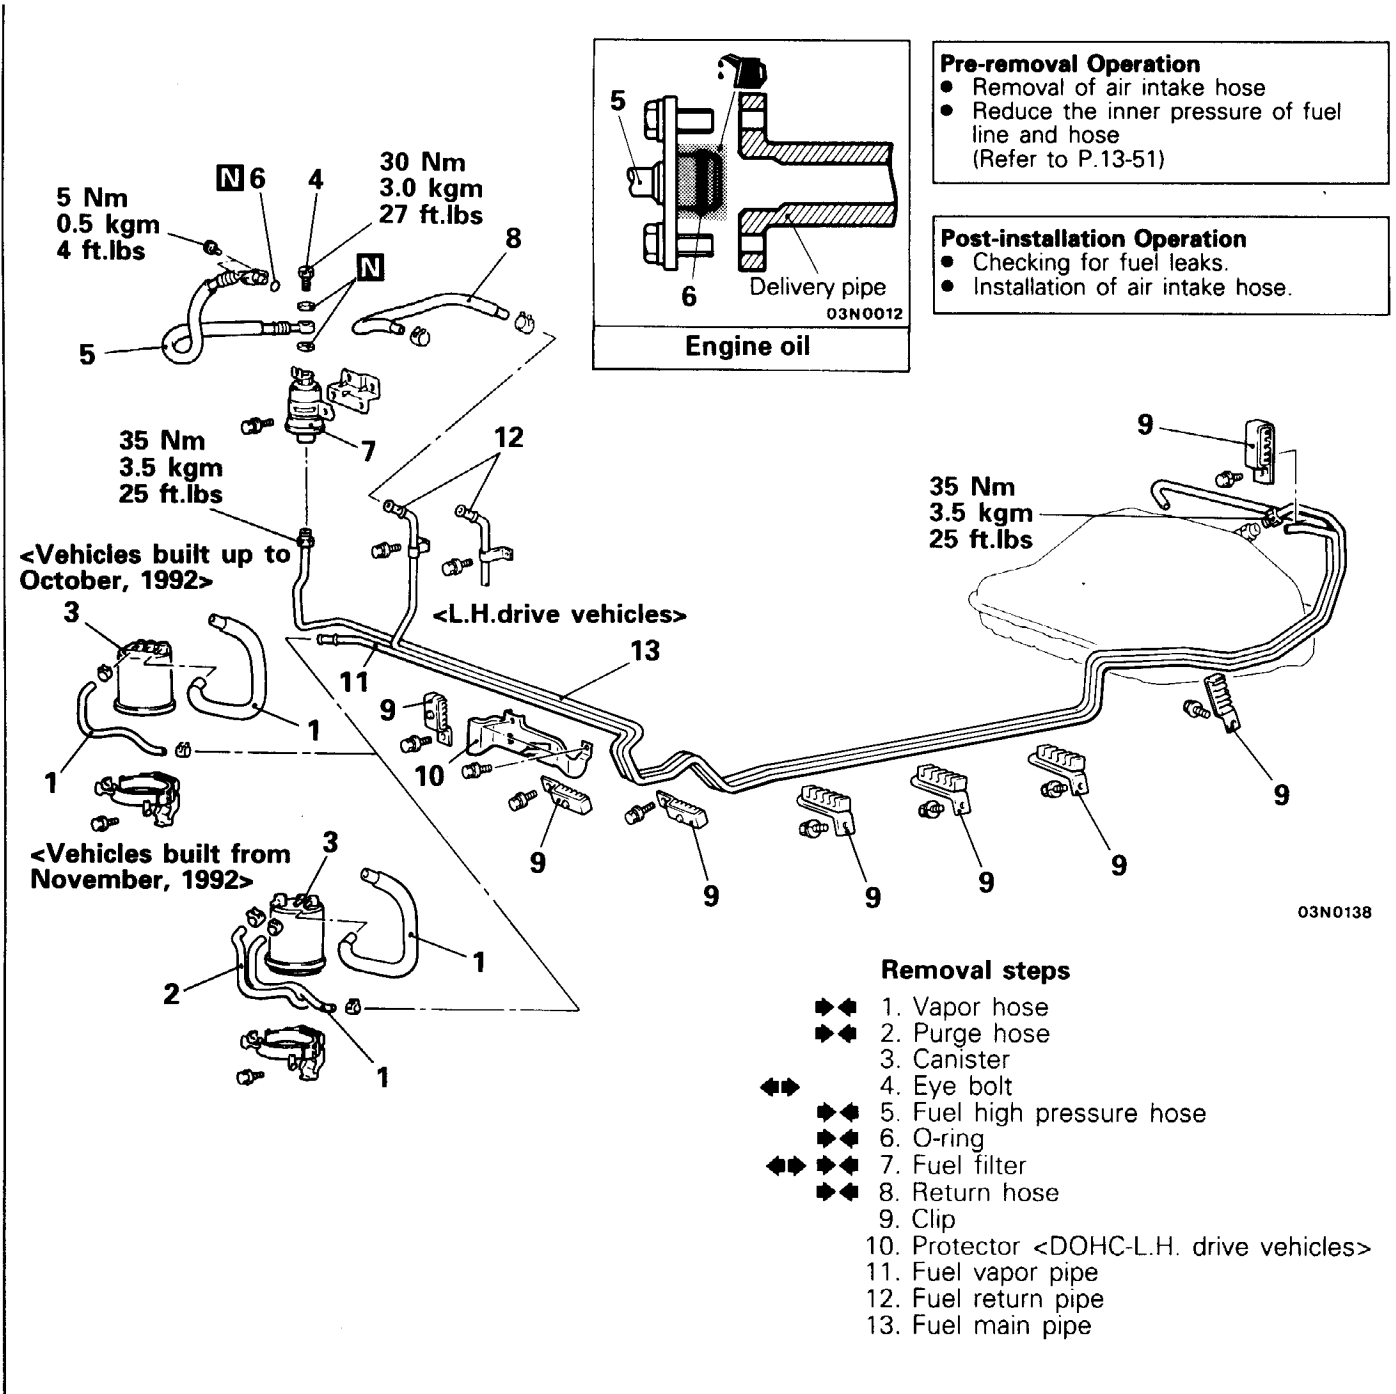 Pre-removal Operation
● Removal of air intake hose
● Reduce the inner pressure of fuel
line and hose
(Refer to P.13-51)
Post-installation Operation
● Checking for fuel leaks.
● Installation of air intake hose.
5
6
Delivery pipe
03N0012
Engine oil
5 Nm
0.5 kgm
4 ft.lbs
N 6
4
30 Nm
3.0 kgm
27 ft.lbs
N
8
5
7
35 Nm
3.5 kgm
25 ft.lbs
12
9
35 Nm
3.5 kgm
25 ft.lbs
<Vehicles built up to
October, 1992>
3
<L.H.drive vehicles>
13
11
1
9
10
1
9
9
9
9
9
9
<Vehicles built from
November, 1992>
3
1
2
1
03N0138
Removal steps
1. Vapor hose
2. Purge hose
3. Canister
4. Eye bolt
5. Fuel high pressure hose
6. O-ring
7. Fuel filter
8. Return hose
9. Clip
10. Protector <DOHC-L.H. drive vehicles>
11. Fuel vapor pipe
12. Fuel return pipe
13. Fuel main pipe